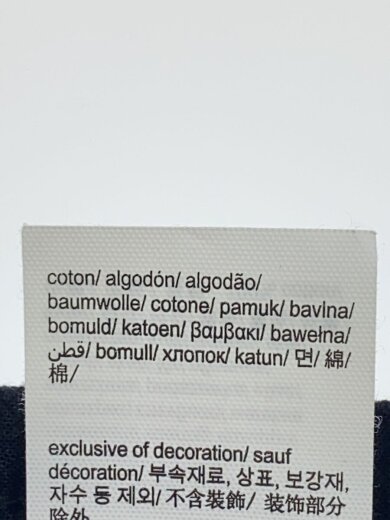 coton/ algodón/ algodão/
baumwolle/ cotone/ pamuk/ bavlna/
bomuld/ katoen/ βαμβακι/ bawełna/
قطن/ bomull/ хлопок/ katun/ 면/ 綿/
棉/
exclusive of decoration/ sauf
décoration/ 부속재료, 상표, 보강재,
자수 등 제외/ 不含裝飾/ 装饰部分
除外